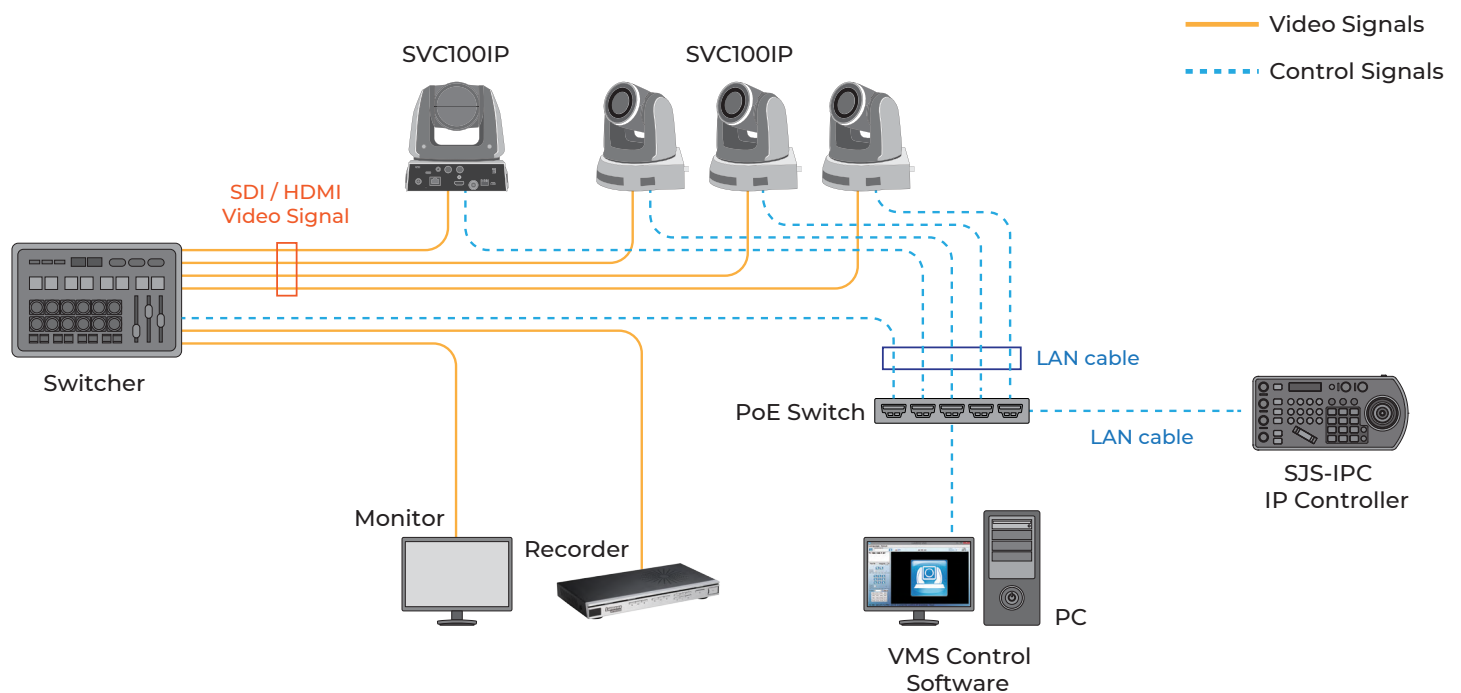 Video Signals
Control Signals
SVC100IP
SVC100IP
SDI / HDMI
Video Signal
Switcher
LAN cable
PoE Switch
LAN cable
SJS-IPC
IP Controller
Monitor
Recorder
PC
VMS Control
Software